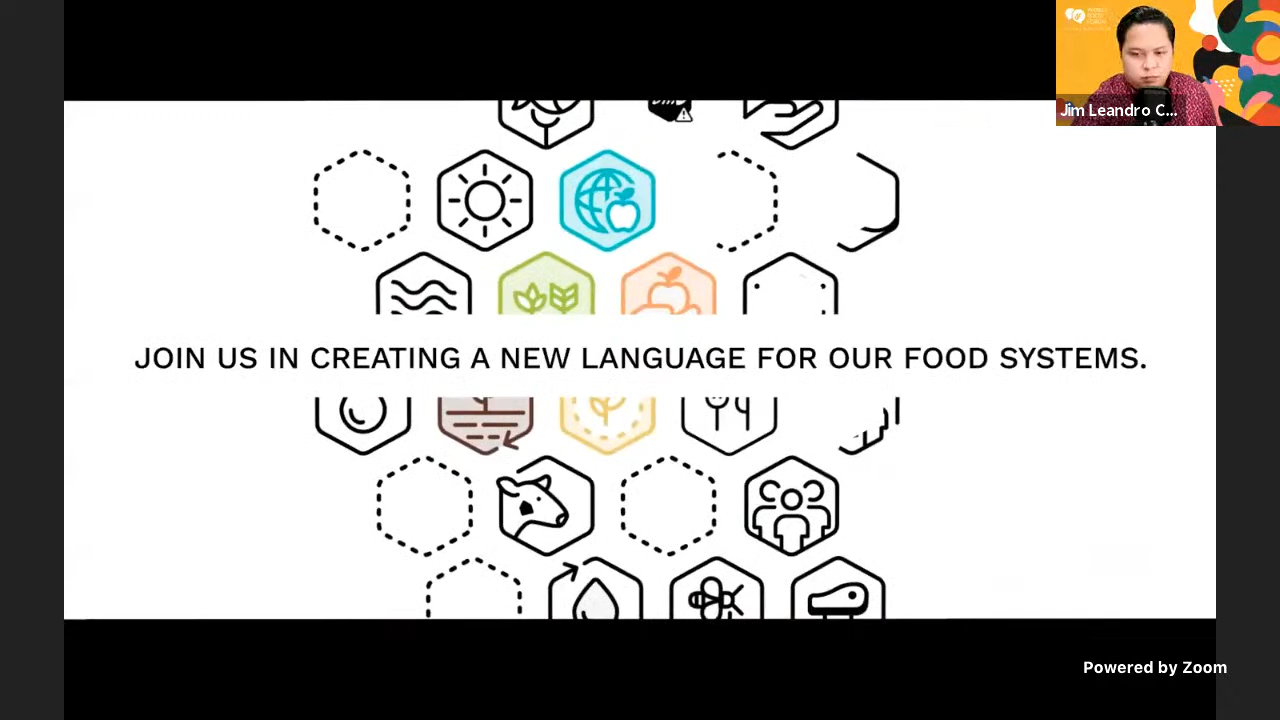 Jim Leandro C...
JOIN US IN CREATING A NEW LANGUAGE FOR OUR FOOD SYSTEMS.
Powered by Zoom